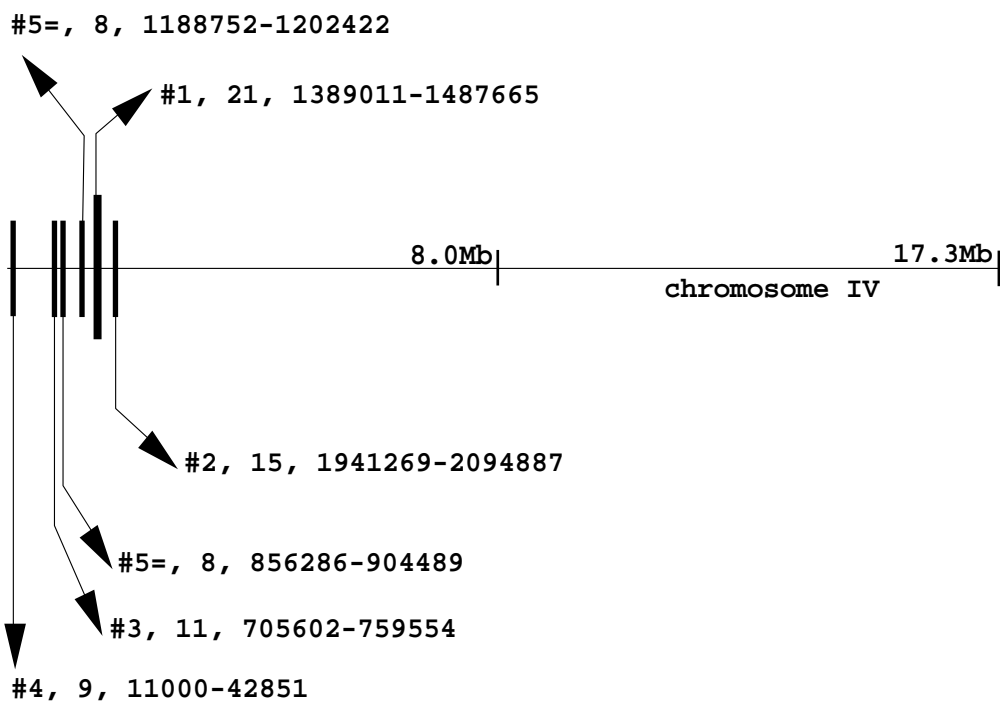 #5=, 8, 1188752-1202422
#1, 21, 1389011-1487665
8.0Mb
17.3Mb
chromosome IV
#2, 15, 1941269-2094887
#5=, 8, 856286-904489
#3, 11, 705602-759554
#4, 9, 11000-42851